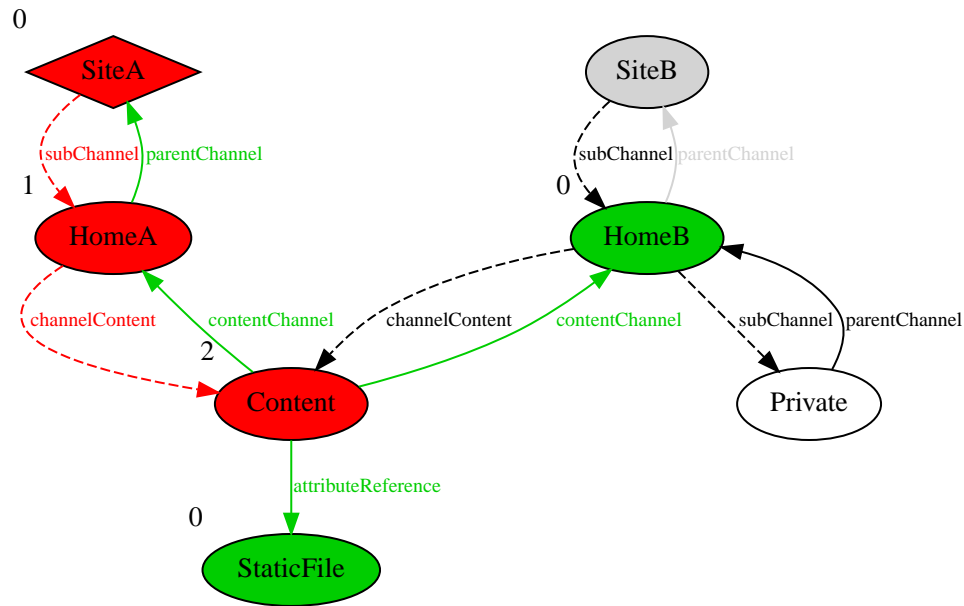 0
SiteA
SiteB
subChannel
parentChannel
subChannel
parentChannel
1
0
HomeA
HomeB
channelContent
contentChannel
channelContent
contentChannel
subChannel
parentChannel
2
Content
Private
attributeReference
0
StaticFile